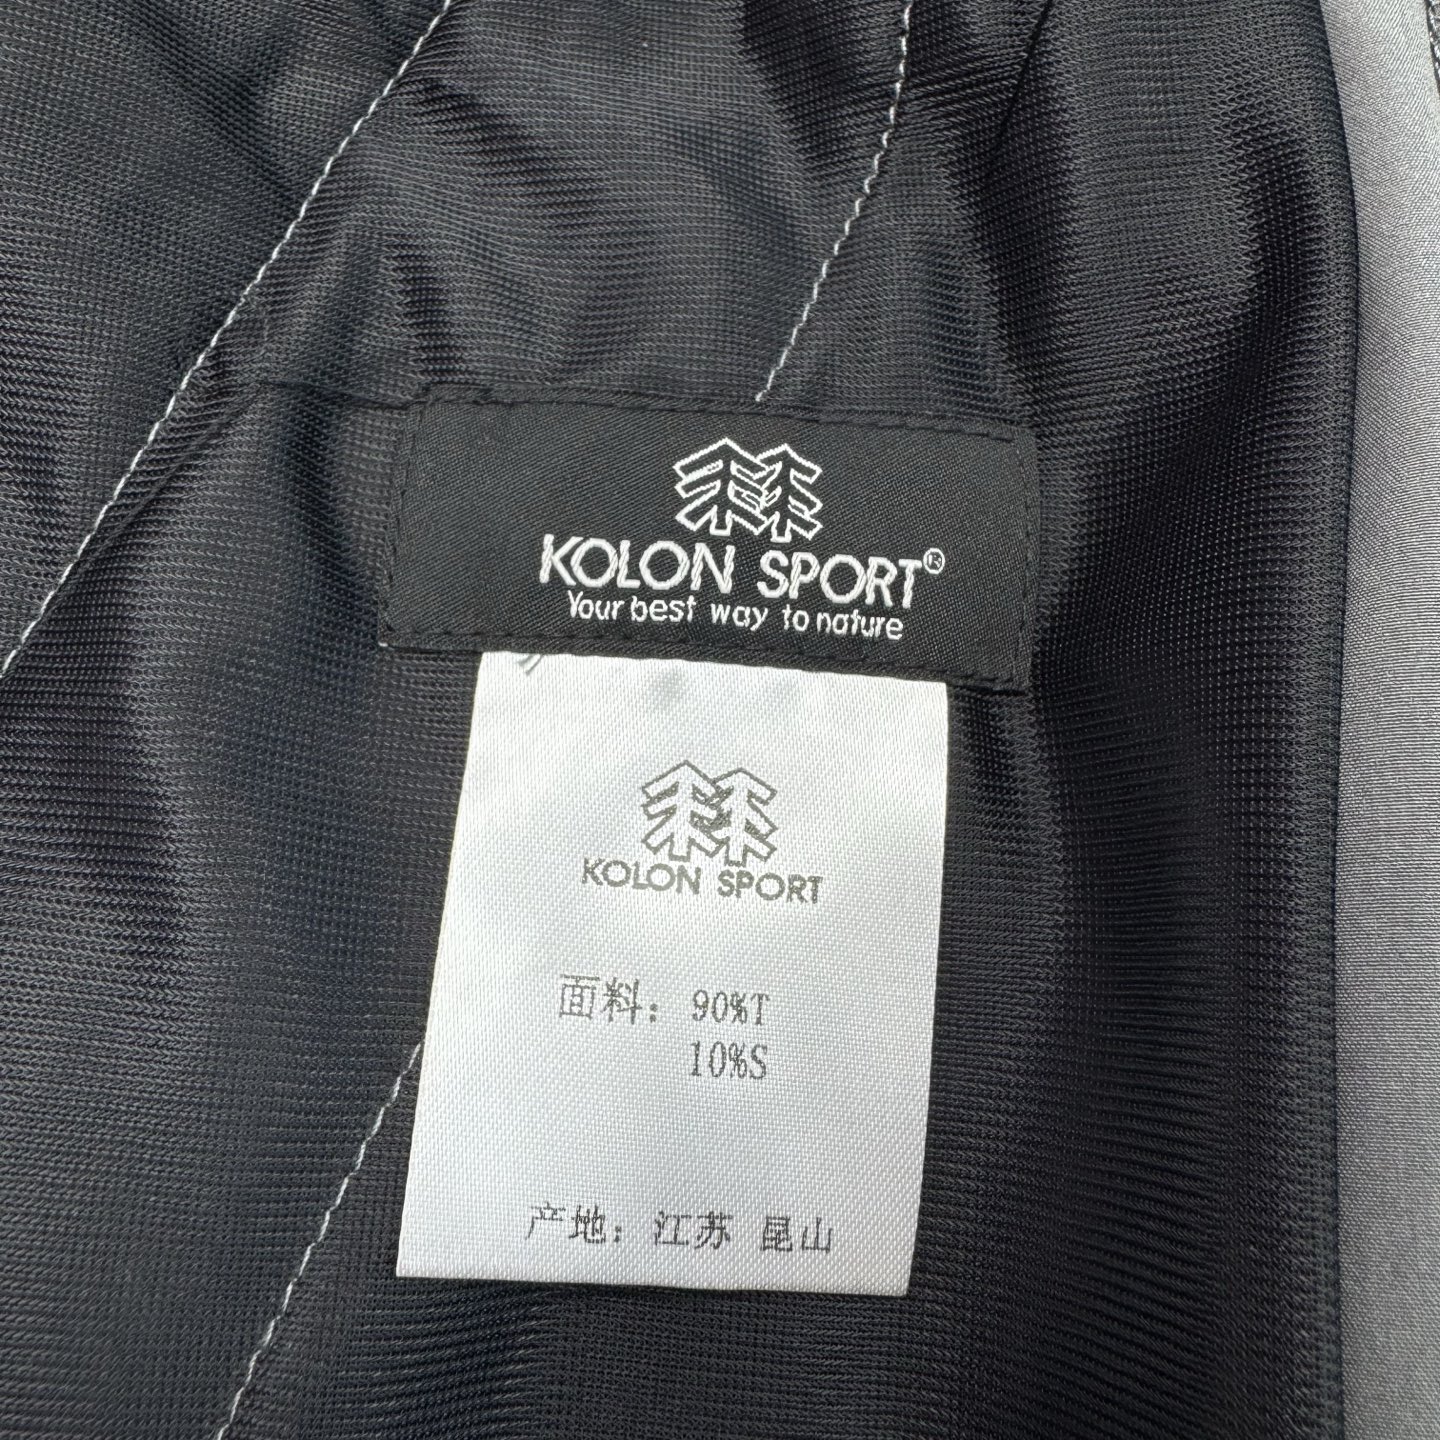 KOLON SPORT®
Your best way to nature
KOLON SPORT
面料: 90%T
10%S
产地: 江苏 昆山